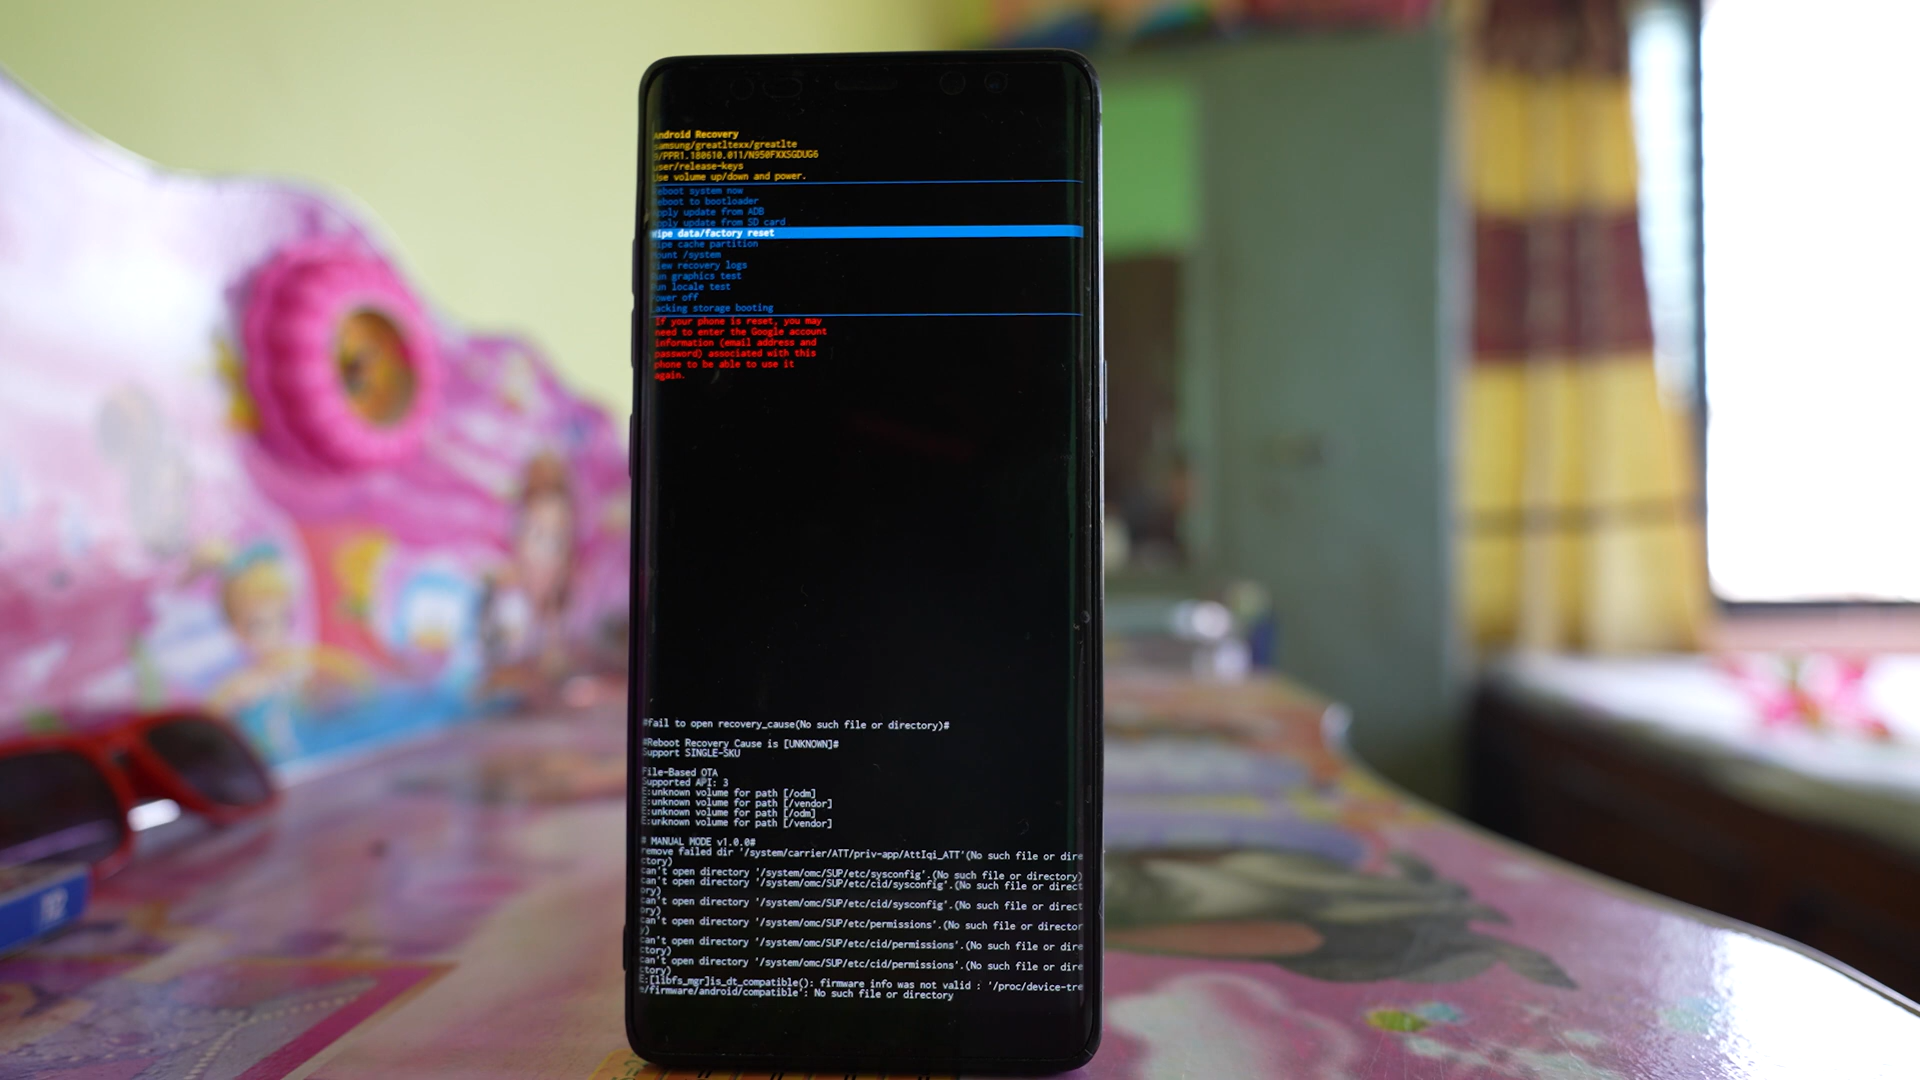 Android Recovery
samsung/greatltexx/greatlte
9/PPR1.180610.011/N950FXXSGDUG6
user/release-keys
Use volume up/down and power.
eboot system now
eboot to bootloader
pply update from ADB
pply update from SD card
Wipe data/factory reset
ipe cache partition
ount /system
iew recovery logs
un graphics test
un locale test
ower off
acking storage booting
If your phone is reset, you may
need to enter the Google account
information (email address and
password) associated with this
phone to be able to use it
again.
#fail to open recovery_cause(No such file or directory)#
#Reboot Recovery Cause is [UNKNOWN]#
Support SINGLE-SKU
File-Based OTA
Supported API: 3
E:unknown volume for path [/odm]
E:unknown volume for path [/vendor]
E:unknown volume for path [/odm]
E:unknown volume for path [/vendor]
# MANUAL MODE v1.0.0#
remove failed dir '/system/carrier/ATT/priv-app/AttIqi_ATT'(No such file or dire
ctory)
can't open directory '/system/omc/SUP/etc/sysconfig'.(No such file or directory)
can't open directory '/system/omc/SUP/etc/cid/sysconfig'.(No such file or direct
ory)
can't open directory '/system/omc/SUP/etc/cid/sysconfig'.(No such file or direct
ory)
can't open directory '/system/omc/SUP/etc/permissions'.(No such file or director
y)
can't open directory '/system/omc/SUP/etc/cid/permissions'.(No such file or dire
ctory)
can't open directory '/system/omc/SUP/etc/cid/permissions'.(No such file or dire
ctory)
E:[libfs_mgr]is_dt_compatible(): firmware info was not valid : '/proc/device-tre
e/firmware/android/compatible': No such file or directory